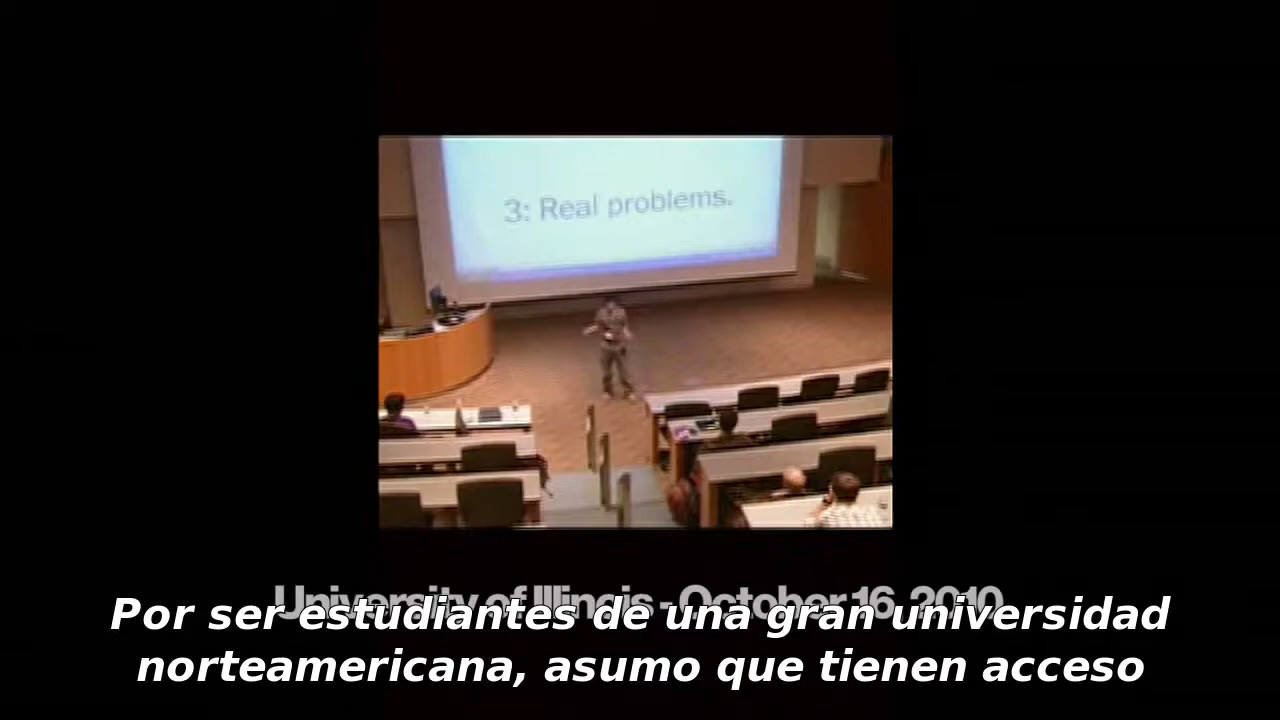 3: Real problems.
University of Illinois - October 16, 2010
Por ser estudiantes de una gran universidad
norteamericana, asumo que tienen acceso